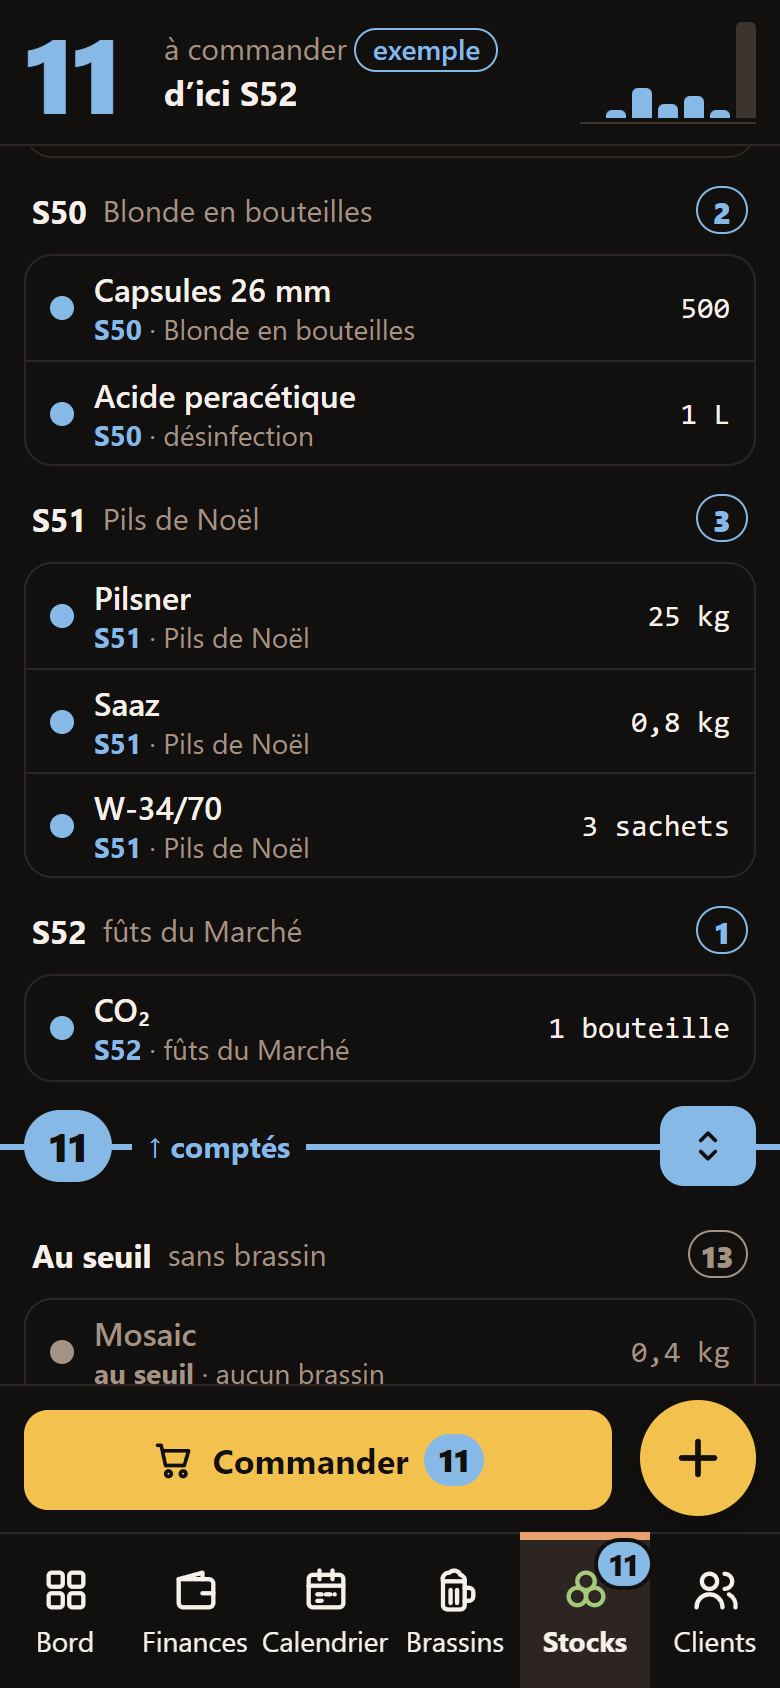 11
à commander exemple
d’ici S52
S50 Blonde en bouteilles 2
Capsules 26 mm
S50 · Blonde en bouteilles
500
Acide peracétique
S50 · désinfection
1 L
S51 Pils de Noël 3
Pilsner
S51 · Pils de Noël
25 kg
Saaz
S51 · Pils de Noël
0,8 kg
W-34/70
S51 · Pils de Noël
3 sachets
S52 fûts du Marché 1
CO₂
S52 · fûts du Marché
1 bouteille
11 ↑ comptés
Au seuil sans brassin 13
Mosaic
au seuil · aucun brassin
0,4 kg
Commander 11
11
Bord Finances Calendrier Brassins Stocks Clients